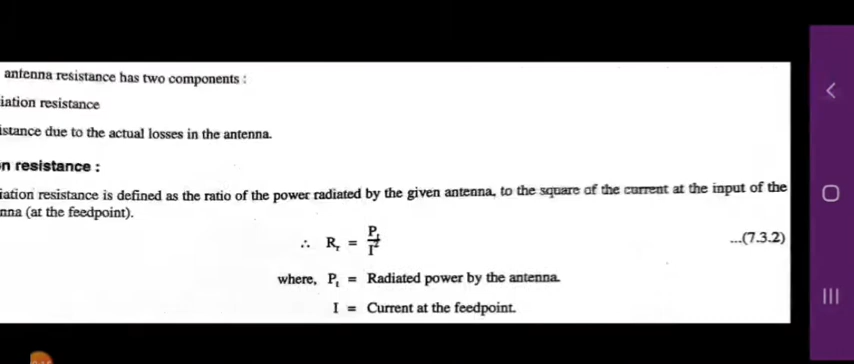 antenna resistance has two components :
iation resistance
istance due to the actual losses in the antenna.
n resistance :
iation resistance is defined as the ratio of the power radiated by the given antenna, to the square of the current at the input of the
nna (at the feedpoint).
∴ Rr = Pt/I² ...(7.3.2)
where, Pt = Radiated power by the antenna.
I = Current at the feedpoint.